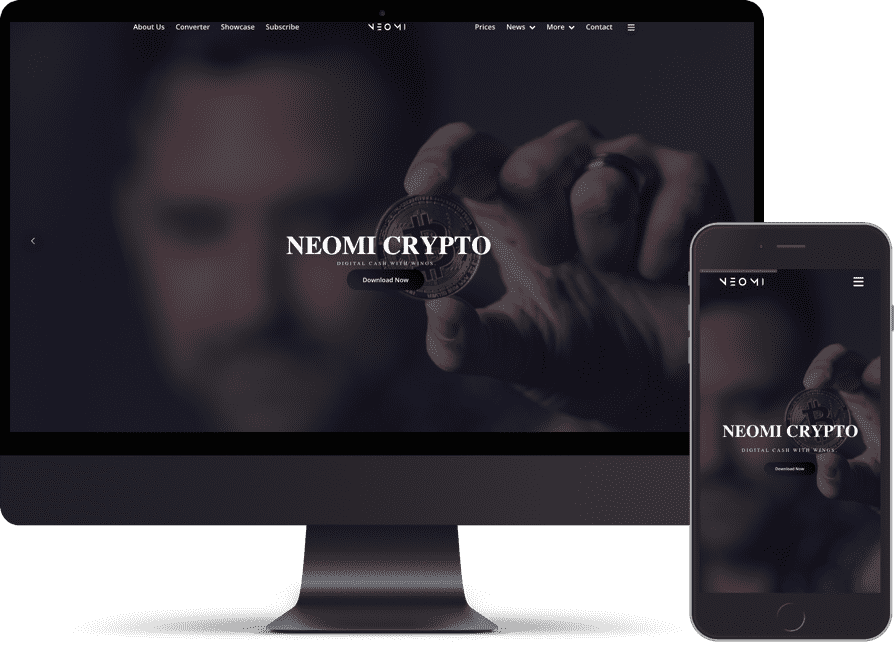 About Us Converter Showcase Subscribe NEOMI Prices News More Contact
NEOMI CRYPTO
DIGITAL CASH WITH WINGS
Download Now
NEOMI
NEOMI CRYPTO
DIGITAL CASH WITH WINGS
Download Now